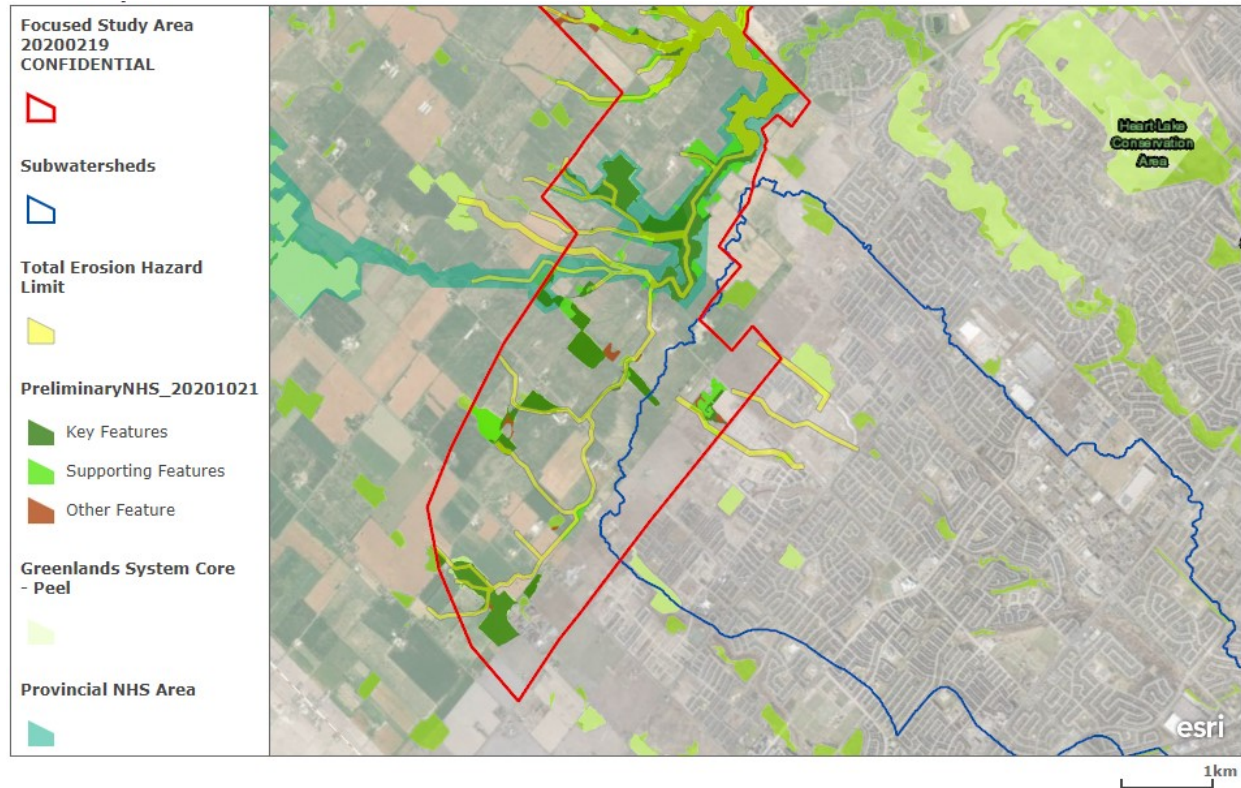 Focused Study Area
20200219
CONFIDENTIAL
Subwatersheds
Total Erosion Hazard
Limit
PreliminaryNHS_20201021
Key Features
Supporting Features
Other Feature
Greenlands System Core
- Peel
Provincial NHS Area
Heart Lake
Conservation
Area
esri
1km